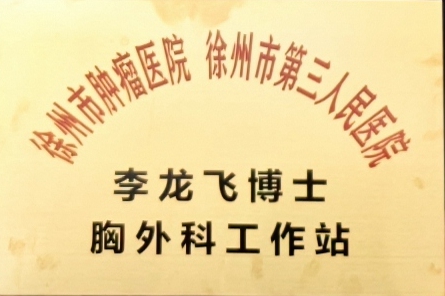 徐州市肿瘤医院 徐州市第三人民医院
李龙飞博士
胸外科工作站